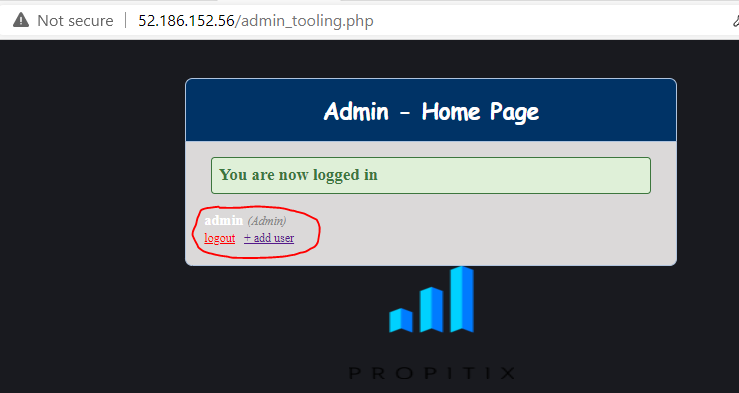 Not secure | 52.186.152.56/admin_tooling.php
Admin - Home Page
You are now logged in
admin (Admin)
logout + add user
PROPITIX